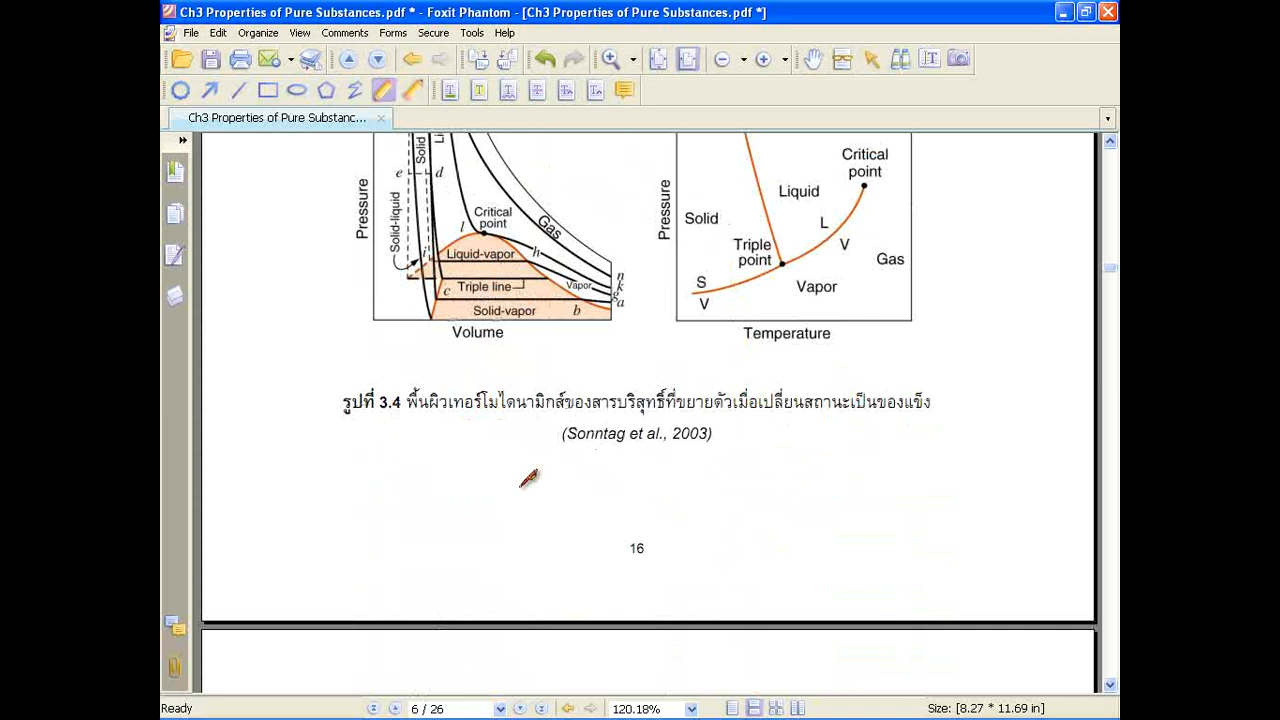 Ch3 Properties of Pure Substances.pdf * - Foxit Phantom - [Ch3 Properties of Pure Substances.pdf *]
File Edit Organize View Comments Forms Secure Tools Help
Ch3 Properties of Pure Substanc...
Pressure
Solid-liquid
Solid
e
d
l
Critical
point
Gas
i
Liquid-vapor
h
Triple line
Vapor
c
Solid-vapor
b
n
k
g
a
Volume
Pressure
Solid
Liquid
Critical
point
L
V
Triple
point
Gas
S
V
Vapor
Temperature
รูปที่ 3.4 พื้นผิวเทอร์โมไดนามิกส์ของสารบริสุทธิ์ที่ขยายตัวเมื่อเปลี่ยนสถานะเป็นของแข็ง
(Sonntag et al., 2003)
16
Ready
6 / 26
120.18%
Size: [8.27 * 11.69 in]